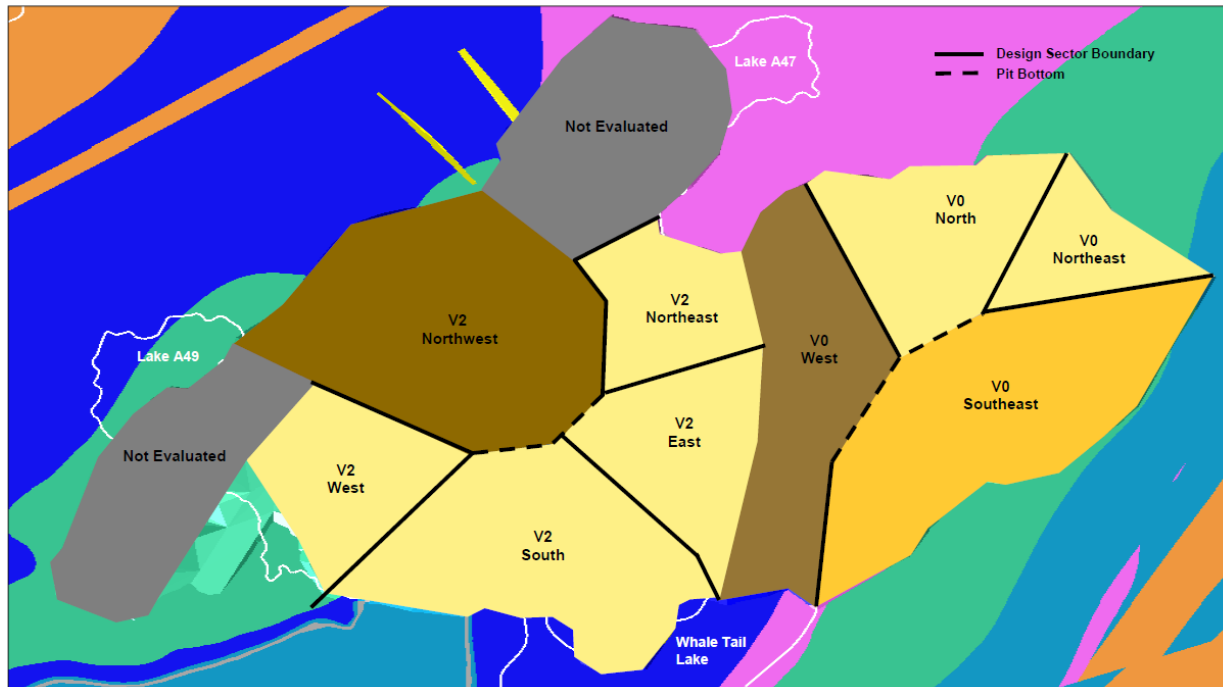 Lake A47
Design Sector Boundary
Pit Bottom
Not Evaluated
V0
North
V0
Northeast
V2
Northeast
V2
Northwest
V0
West
Lake A49
V0
Southeast
V2
East
Not Evaluated
V2
West
V2
South
Whale Tail
Lake